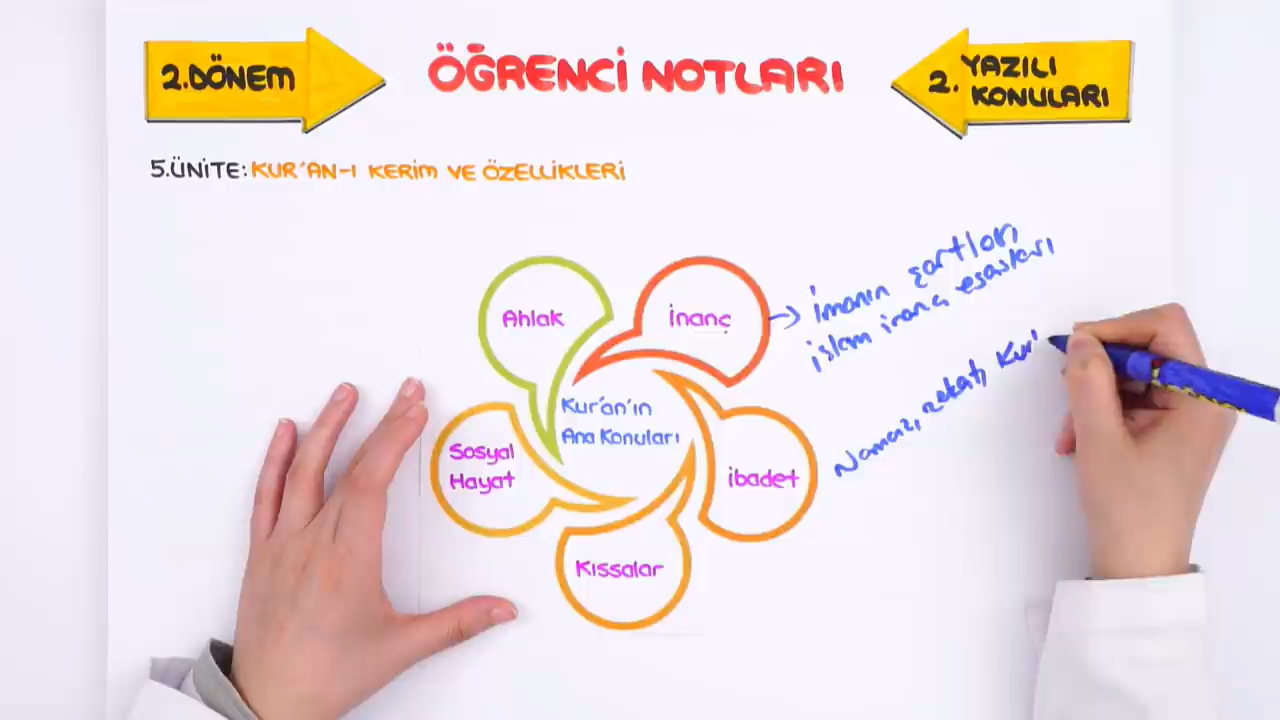 2.DÖNEM
ÖĞRENCİ NOTLARI
2. YAZILI
KONULARI
5.ÜNİTE: KUR'AN-I KERİM VE ÖZELLİKLERİ
Ahlak
İnanç
İmanın şartları
islam inanç esasları
Kur'an'ın
Ana Konuları
Namaz, zekat, Kur'
Sosyal
Hayat
İbadet
Kıssalar